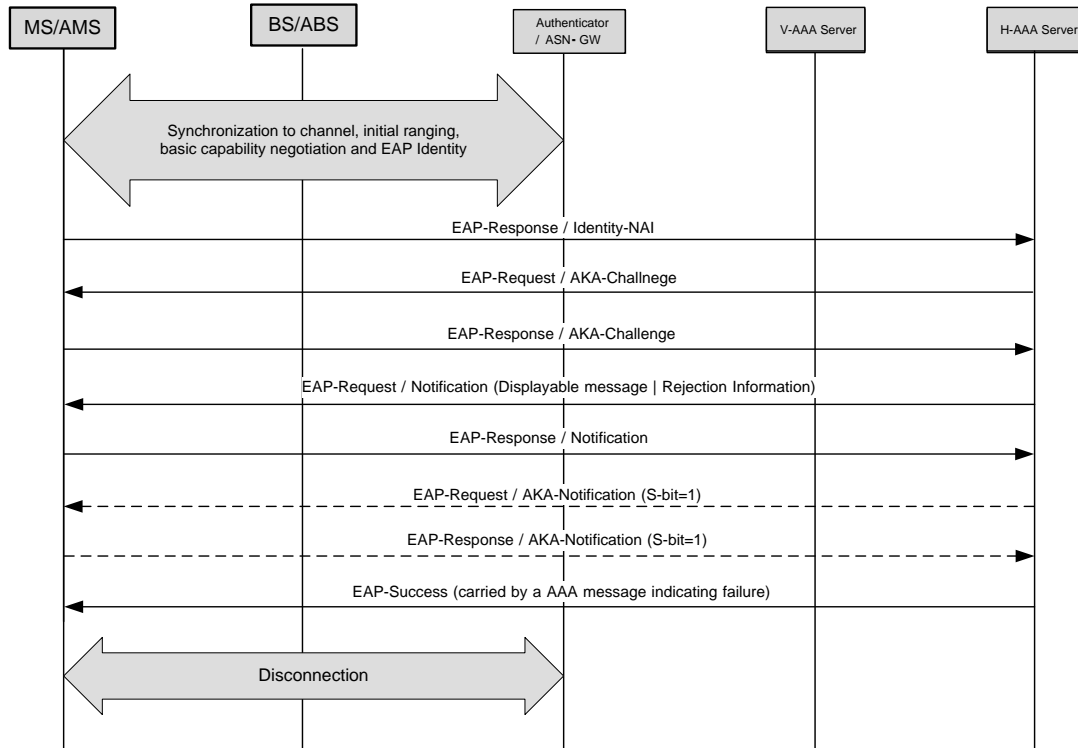 MS/AMS
BS/ABS
Authenticator
/ ASN- GW
V-AAA Server
H-AAA Server
Synchronization to channel, initial ranging,
basic capability negotiation and EAP Identity
EAP-Response / Identity-NAI
EAP-Request / AKA-Challnege
EAP-Response / AKA-Challenge
EAP-Request / Notification (Displayable message | Rejection Information)
EAP-Response / Notification
EAP-Request / AKA-Notification (S-bit=1)
EAP-Response / AKA-Notification (S-bit=1)
EAP-Success (carried by a AAA message indicating failure)
Disconnection